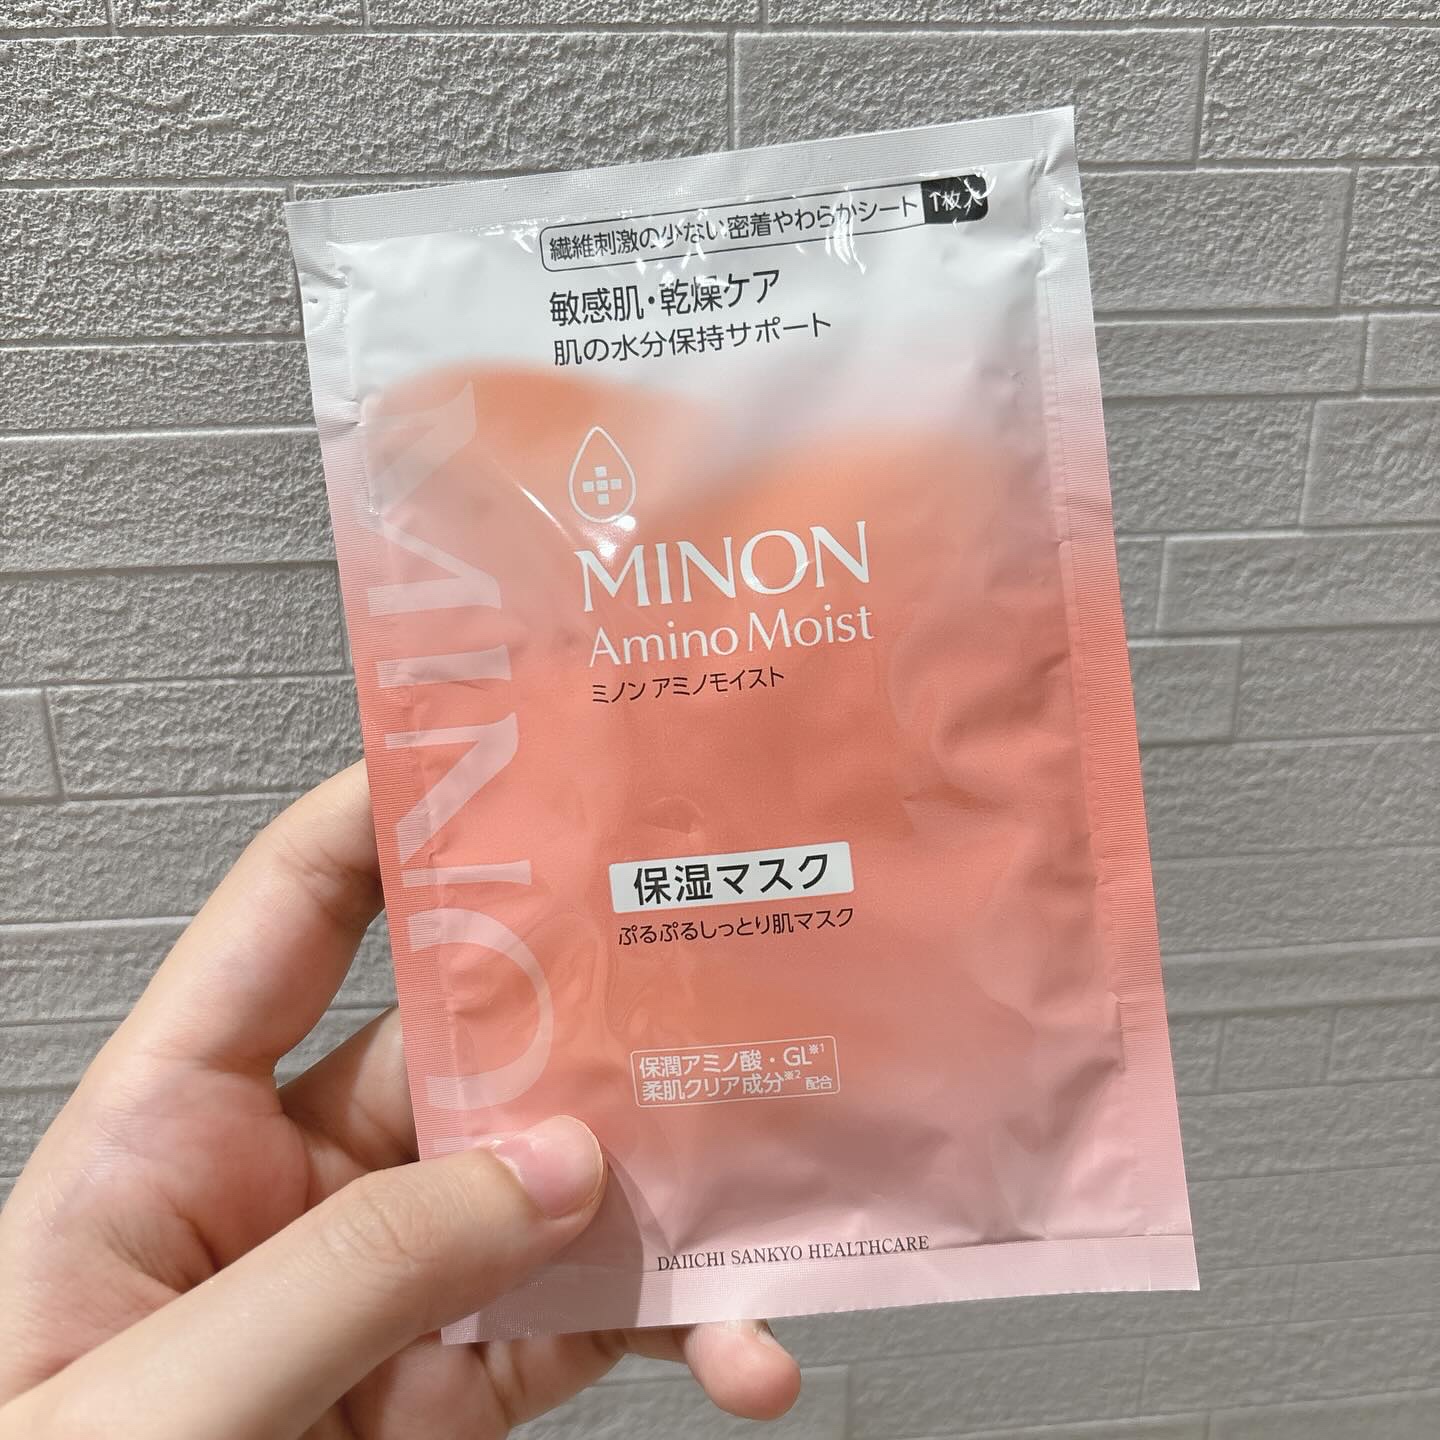 繊維刺激の少ない密着やわらかシート 1枚入
敏感肌・乾燥ケア
肌の水分保持サポート
MINON
MINON
Amino Moist
ミノン アミノモイスト
保湿マスク
ぷるぷるしっとり肌マスク
保潤アミノ酸・GL※1
柔肌クリア成分※2 配合
DAIICHI SANKYO HEALTHCARE